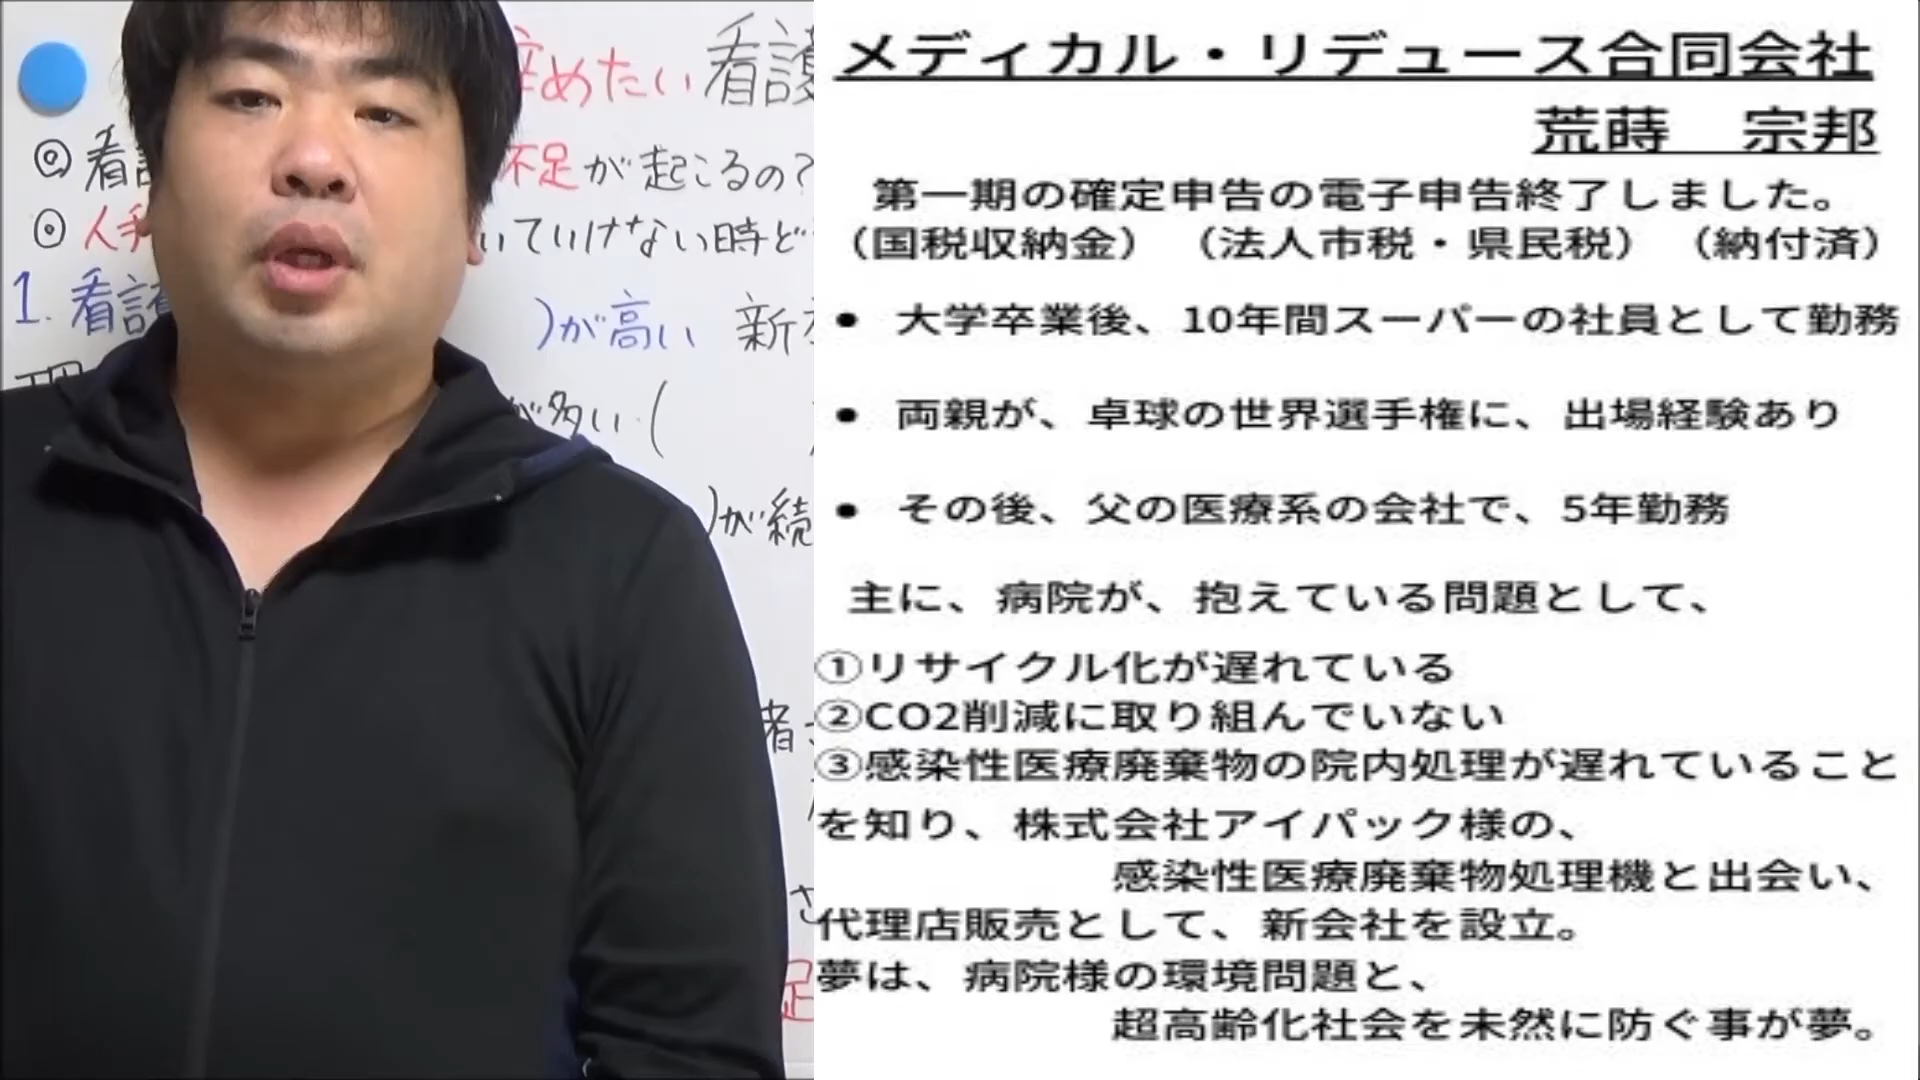 辞めたい看護
◎看 不足が起こるの?
◎人手 いていけない時ど
1. 看護 )が高い 新
が多い(
)が続
者
さ
足
メディカル・リデュース合同会社
荒蒔 宗邦
第一期の確定申告の電子申告終了しました。
(国税収納金)(法人市税・県民税)(納付済)
• 大学卒業後、10年間スーパーの社員として勤務
• 両親が、卓球の世界選手権に、出場経験あり
• その後、父の医療系の会社で、5年勤務
主に、病院が、抱えている問題として、
①リサイクル化が遅れている
②CO2削減に取り組んでいない
③感染性医療廃棄物の院内処理が遅れていること
を知り、株式会社アイパック様の、
感染性医療廃棄物処理機と出会い、
代理店販売として、新会社を設立。
夢は、病院様の環境問題と、
超高齢化社会を未然に防ぐ事が夢。